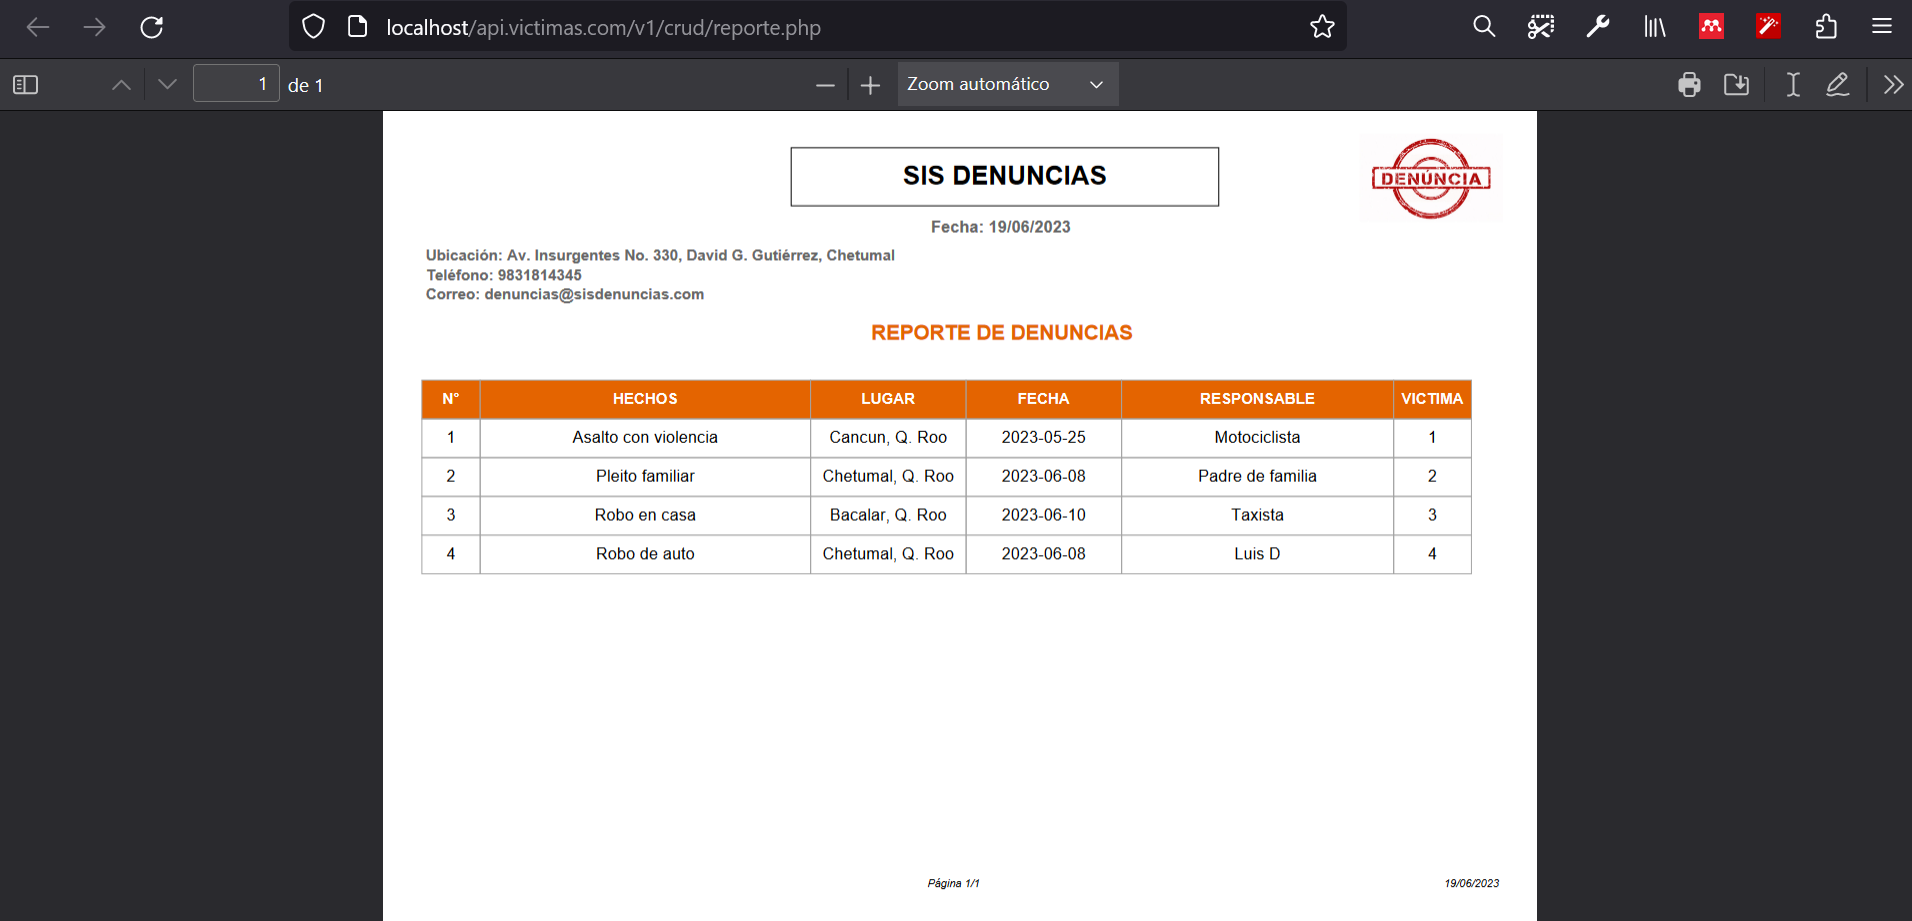 localhost/api.victimas.com/v1/crud/reporte.php
1 de 1 Zoom automático
SIS DENUNCIAS
DENÚNCIA
Fecha: 19/06/2023
Ubicación: Av. Insurgentes No. 330, David G. Gutiérrez, Chetumal
Teléfono: 9831814345
Correo: denuncias@sisdenuncias.com
REPORTE DE DENUNCIAS
N° HECHOS LUGAR FECHA RESPONSABLE VICTIMA
1 Asalto con violencia Cancun, Q. Roo 2023-05-25 Motociclista 1
2 Pleito familiar Chetumal, Q. Roo 2023-06-08 Padre de familia 2
3 Robo en casa Bacalar, Q. Roo 2023-06-10 Taxista 3
4 Robo de auto Chetumal, Q. Roo 2023-06-08 Luis D 4
Página 1/1 19/06/2023